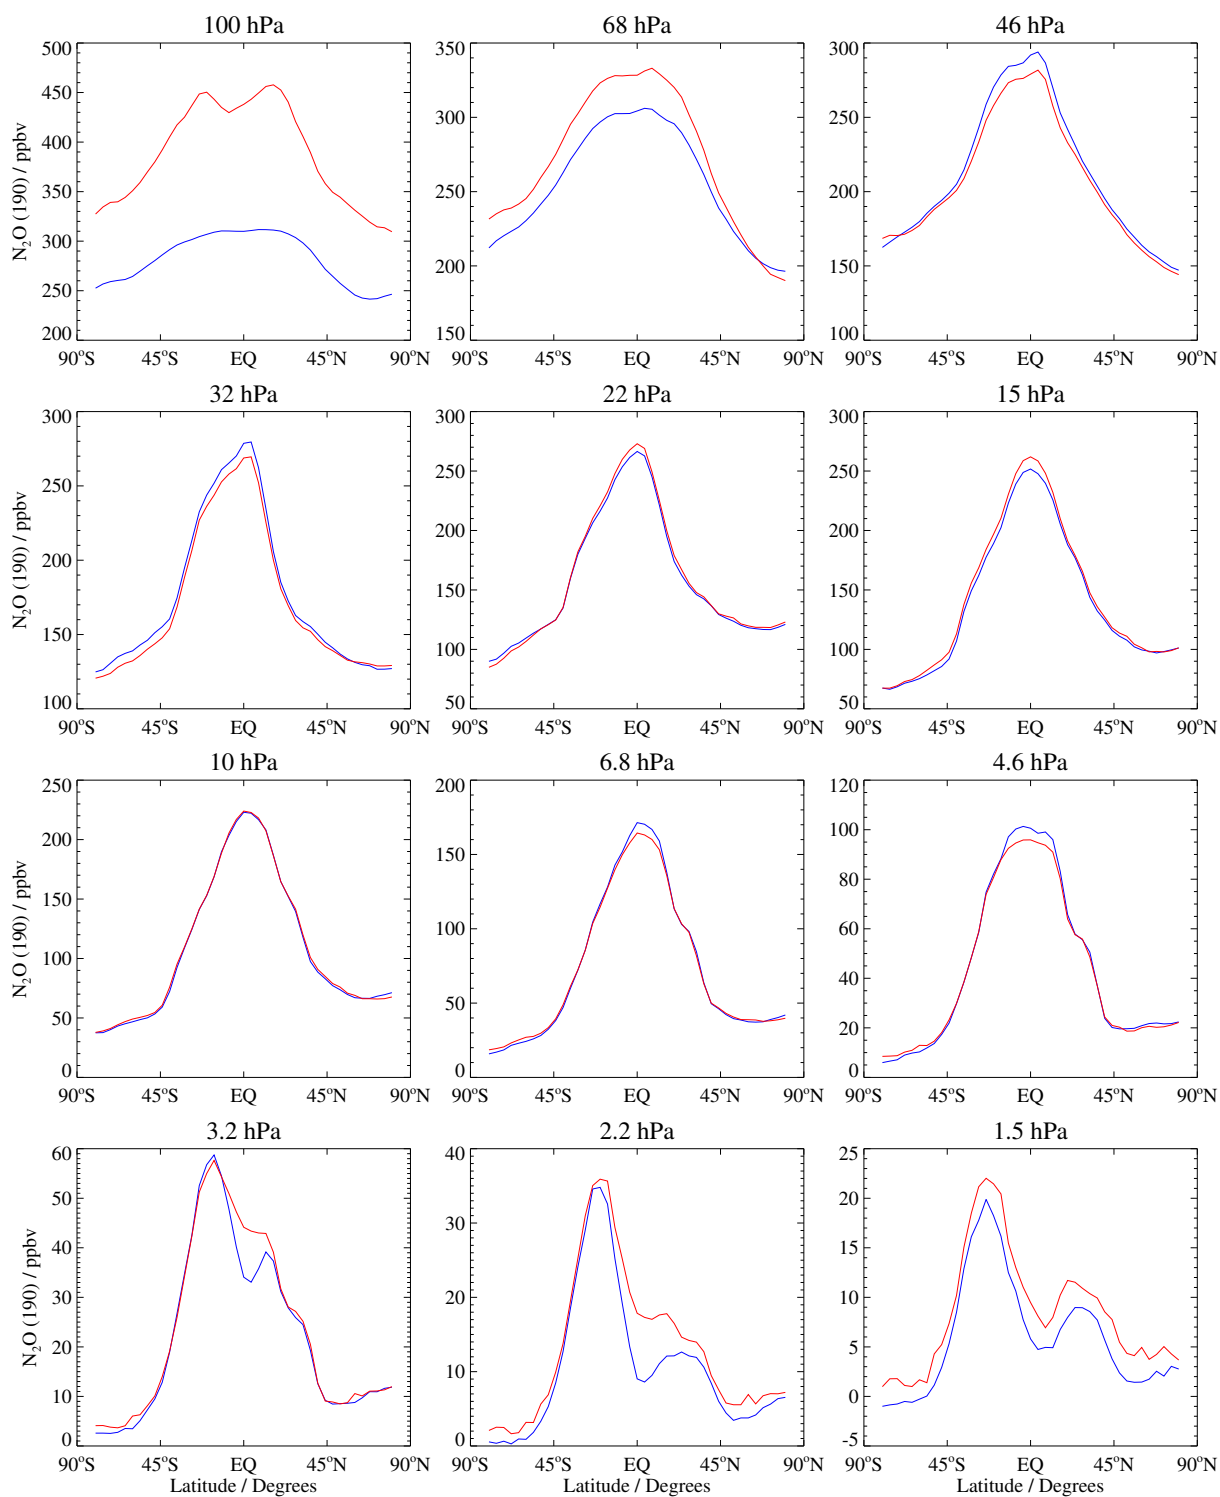 100 hPa
68 hPa
46 hPa
N₂O (190) / ppbv
500
450
400
350
300
250
200
90°S 45°S EQ 45°N 90°N
350
300
250
200
150
90°S 45°S EQ 45°N 90°N
300
250
200
150
100
90°S 45°S EQ 45°N 90°N
32 hPa
22 hPa
15 hPa
N₂O (190) / ppbv
300
250
200
150
100
90°S 45°S EQ 45°N 90°N
300
250
200
150
100
50
90°S 45°S EQ 45°N 90°N
300
250
200
150
100
50
90°S 45°S EQ 45°N 90°N
10 hPa
6.8 hPa
4.6 hPa
N₂O (190) / ppbv
250
200
150
100
50
0
90°S 45°S EQ 45°N 90°N
200
150
100
50
0
90°S 45°S EQ 45°N 90°N
120
100
80
60
40
20
0
90°S 45°S EQ 45°N 90°N
3.2 hPa
2.2 hPa
1.5 hPa
N₂O (190) / ppbv
60
50
40
30
20
10
0
90°S 45°S EQ 45°N 90°N
Latitude / Degrees
40
30
20
10
0
90°S 45°S EQ 45°N 90°N
Latitude / Degrees
25
20
15
10
5
0
-5
90°S 45°S EQ 45°N 90°N
Latitude / Degrees